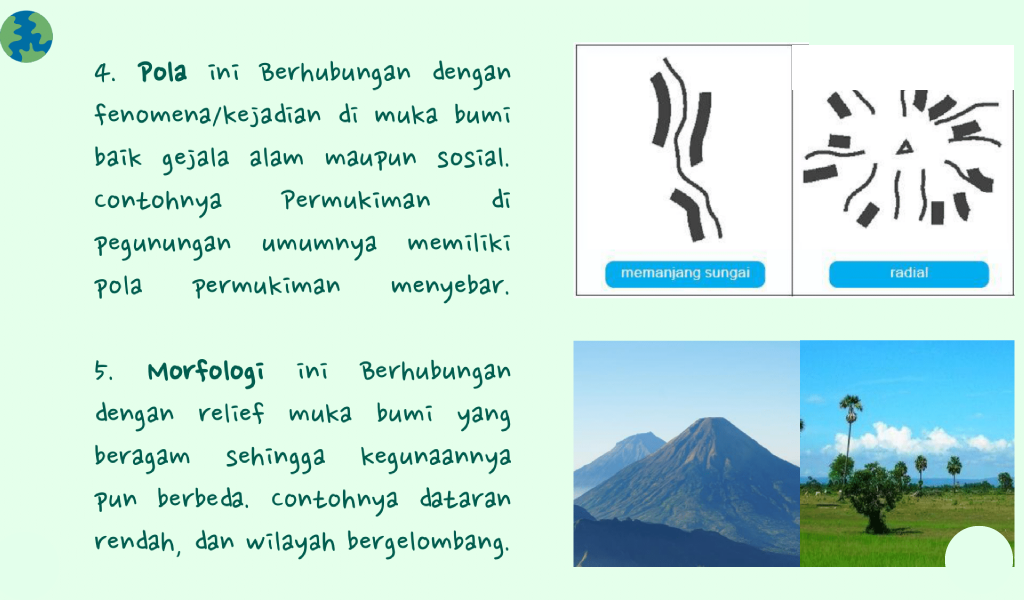 4. Pola ini Berhubungan dengan
fenomena/kejadian di muka bumi
baik gejala alam maupun sosial.
Contohnya Permukiman di
pegunungan umumnya memiliki
pola permukiman menyebar.
5. Morfologi ini Berhubungan
dengan relief muka bumi yang
beragam sehingga kegunaannya
pun berbeda. Contohnya dataran
rendah, dan wilayah bergelombang.
memanjang sungai
radial